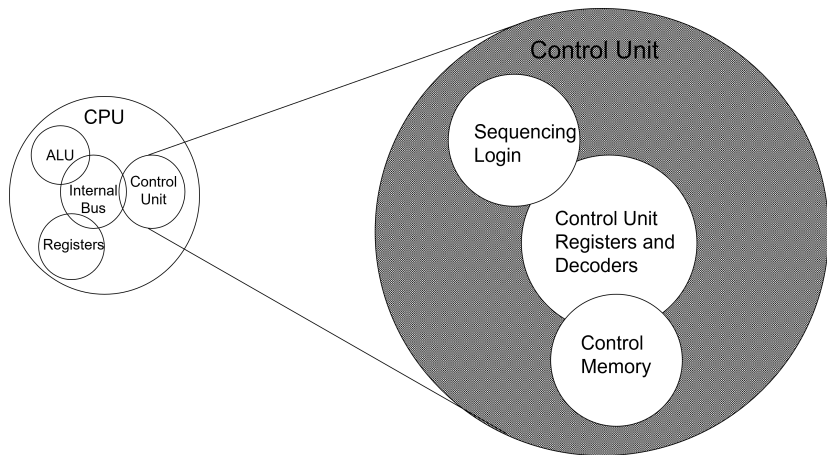 CPU
ALU
Internal
Bus
Control
Unit
Registers
Control Unit
Sequencing
Login
Control Unit
Registers and
Decoders
Control
Memory